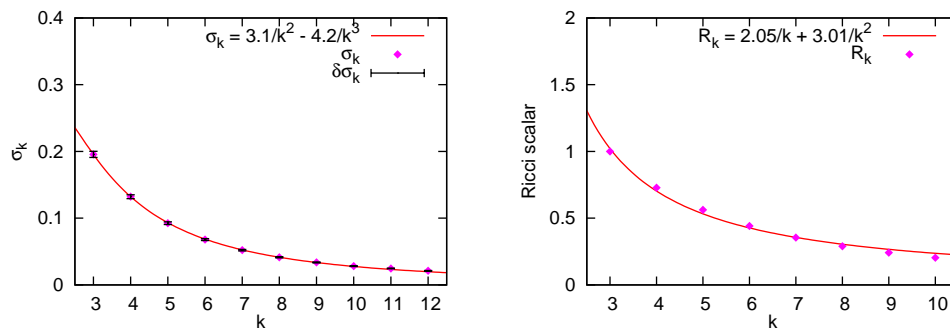 0.4
0.3
0.2
0.1
0
σₖ
σₖ = 3.1/k² - 4.2/k³
σₖ
δσₖ
3 4 5 6 7 8 9 10 11 12
k
2
1.5
1
0.5
0
Ricci scalar
Rₖ = 2.05/k + 3.01/k²
Rₖ
3 4 5 6 7 8 9 10
k